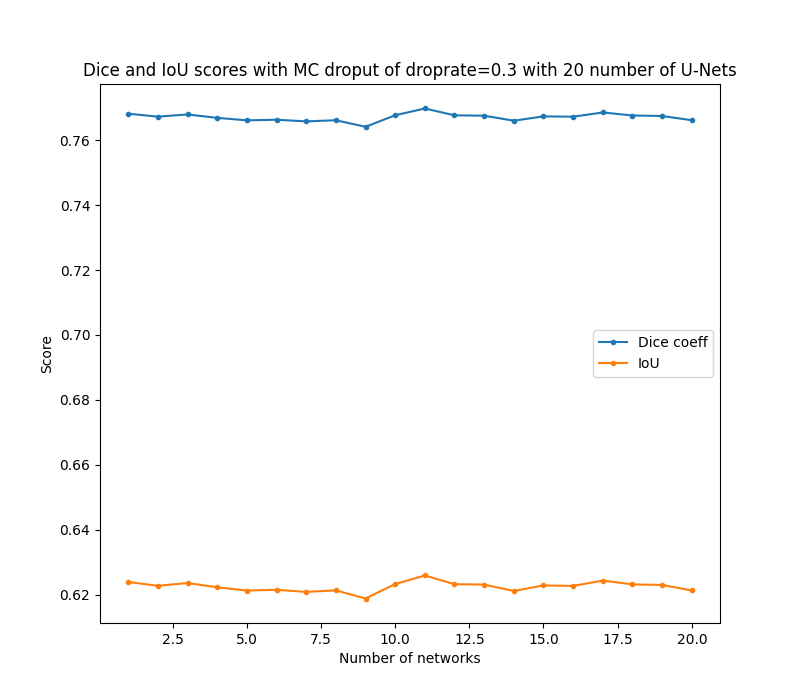 Dice and IoU scores with MC droput of droprate=0.3 with 20 number of U-Nets
0.76
0.74
0.72
0.70
0.68
0.66
0.64
0.62
Score
Dice coeff
IoU
2.5 5.0 7.5 10.0 12.5 15.0 17.5 20.0
Number of networks